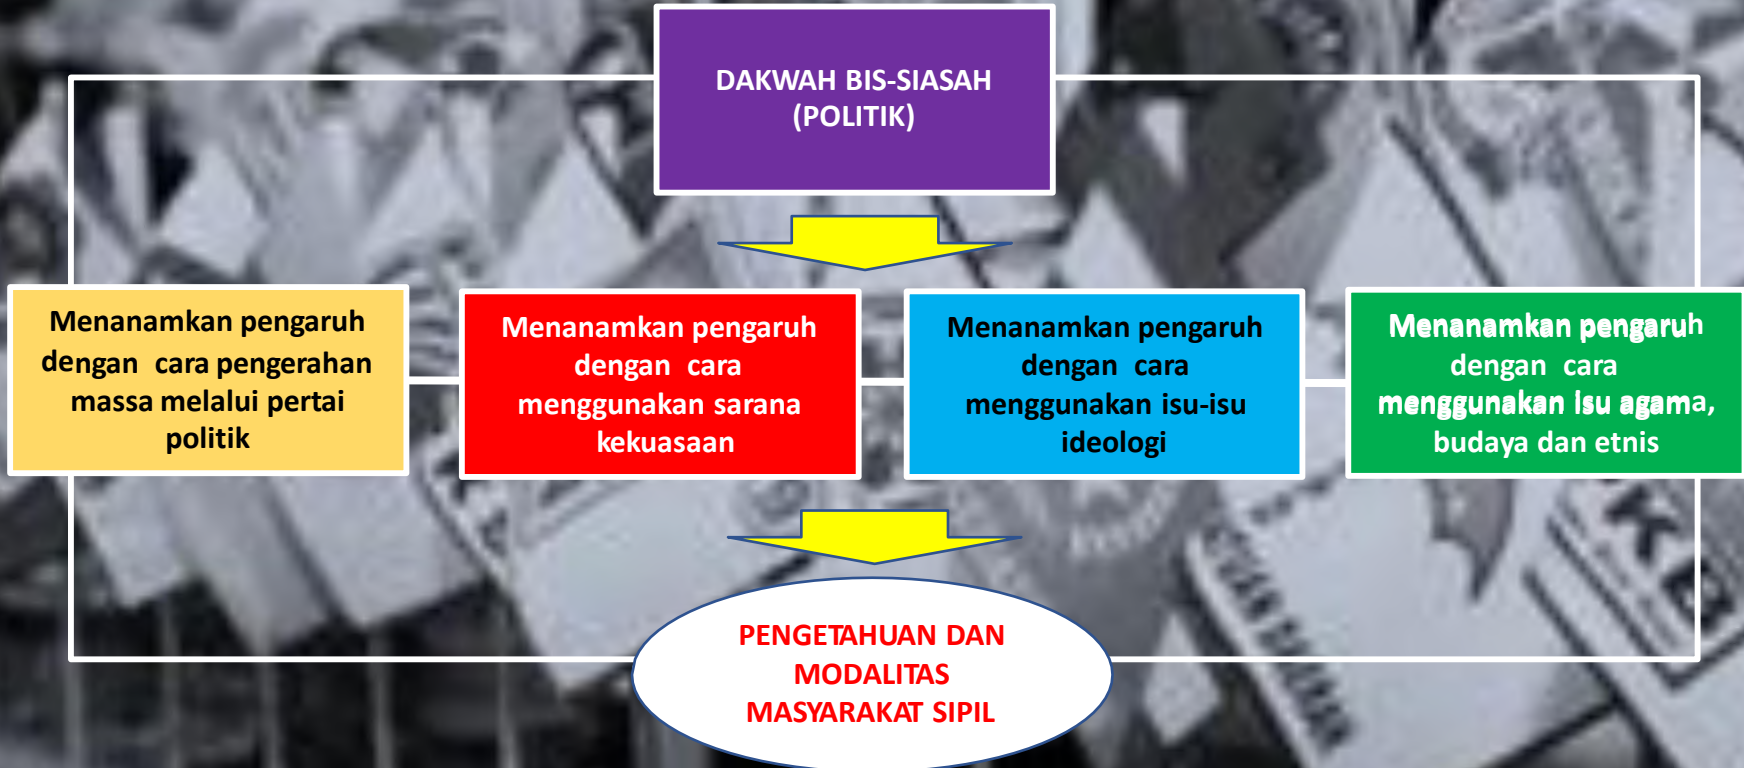 DAKWAH BIS-SIASAH
(POLITIK)
Menanamkan pengaruh
dengan cara pengerahan
massa melalui pertai
politik
Menanamkan pengaruh
dengan cara
menggunakan sarana
kekuasaan
Menanamkan pengaruh
dengan cara
menggunakan isu-isu
ideologi
Menanamkan pengaruh
dengan cara
menggunakan isu agama,
budaya dan etnis
PENGETAHUAN DAN
MODALITAS
MASYARAKAT SIPIL